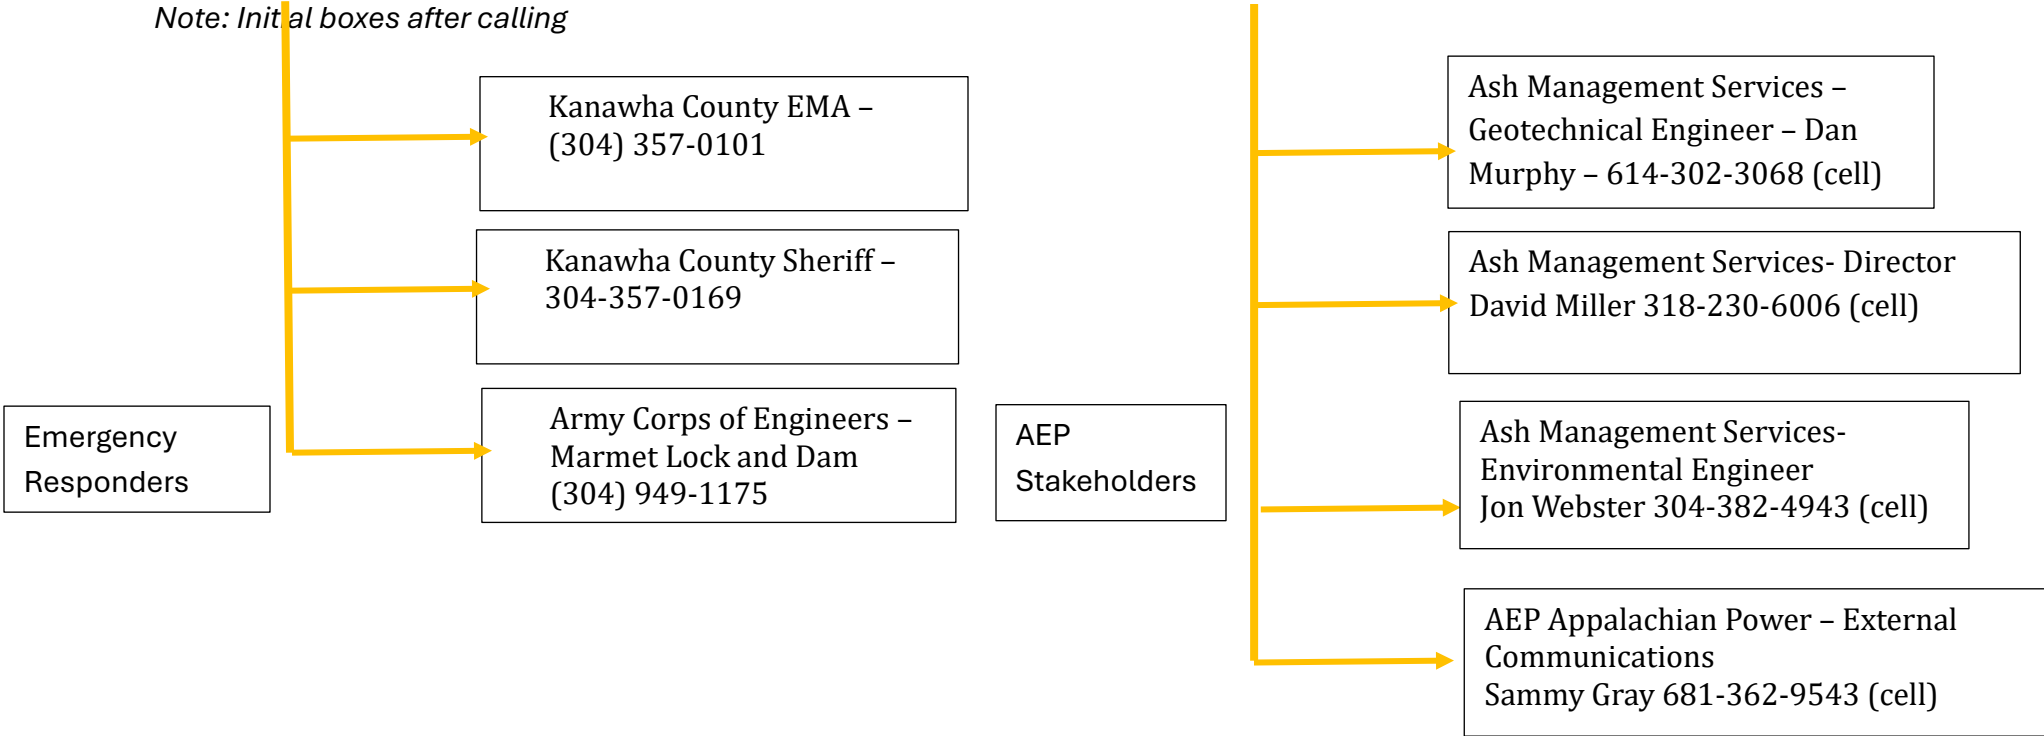 Note: Initial boxes after calling
Kanawha County EMA –
(304) 357-0101
Kanawha County Sheriff –
304-357-0169
Emergency
Responders
Army Corps of Engineers –
Marmet Lock and Dam
(304) 949-1175
Ash Management Services –
Geotechnical Engineer – Dan
Murphy – 614-302-3068 (cell)
Ash Management Services- Director
David Miller 318-230-6006 (cell)
AEP
Stakeholders
Ash Management Services-
Environmental Engineer
Jon Webster 304-382-4943 (cell)
AEP Appalachian Power – External
Communications
Sammy Gray 681-362-9543 (cell)